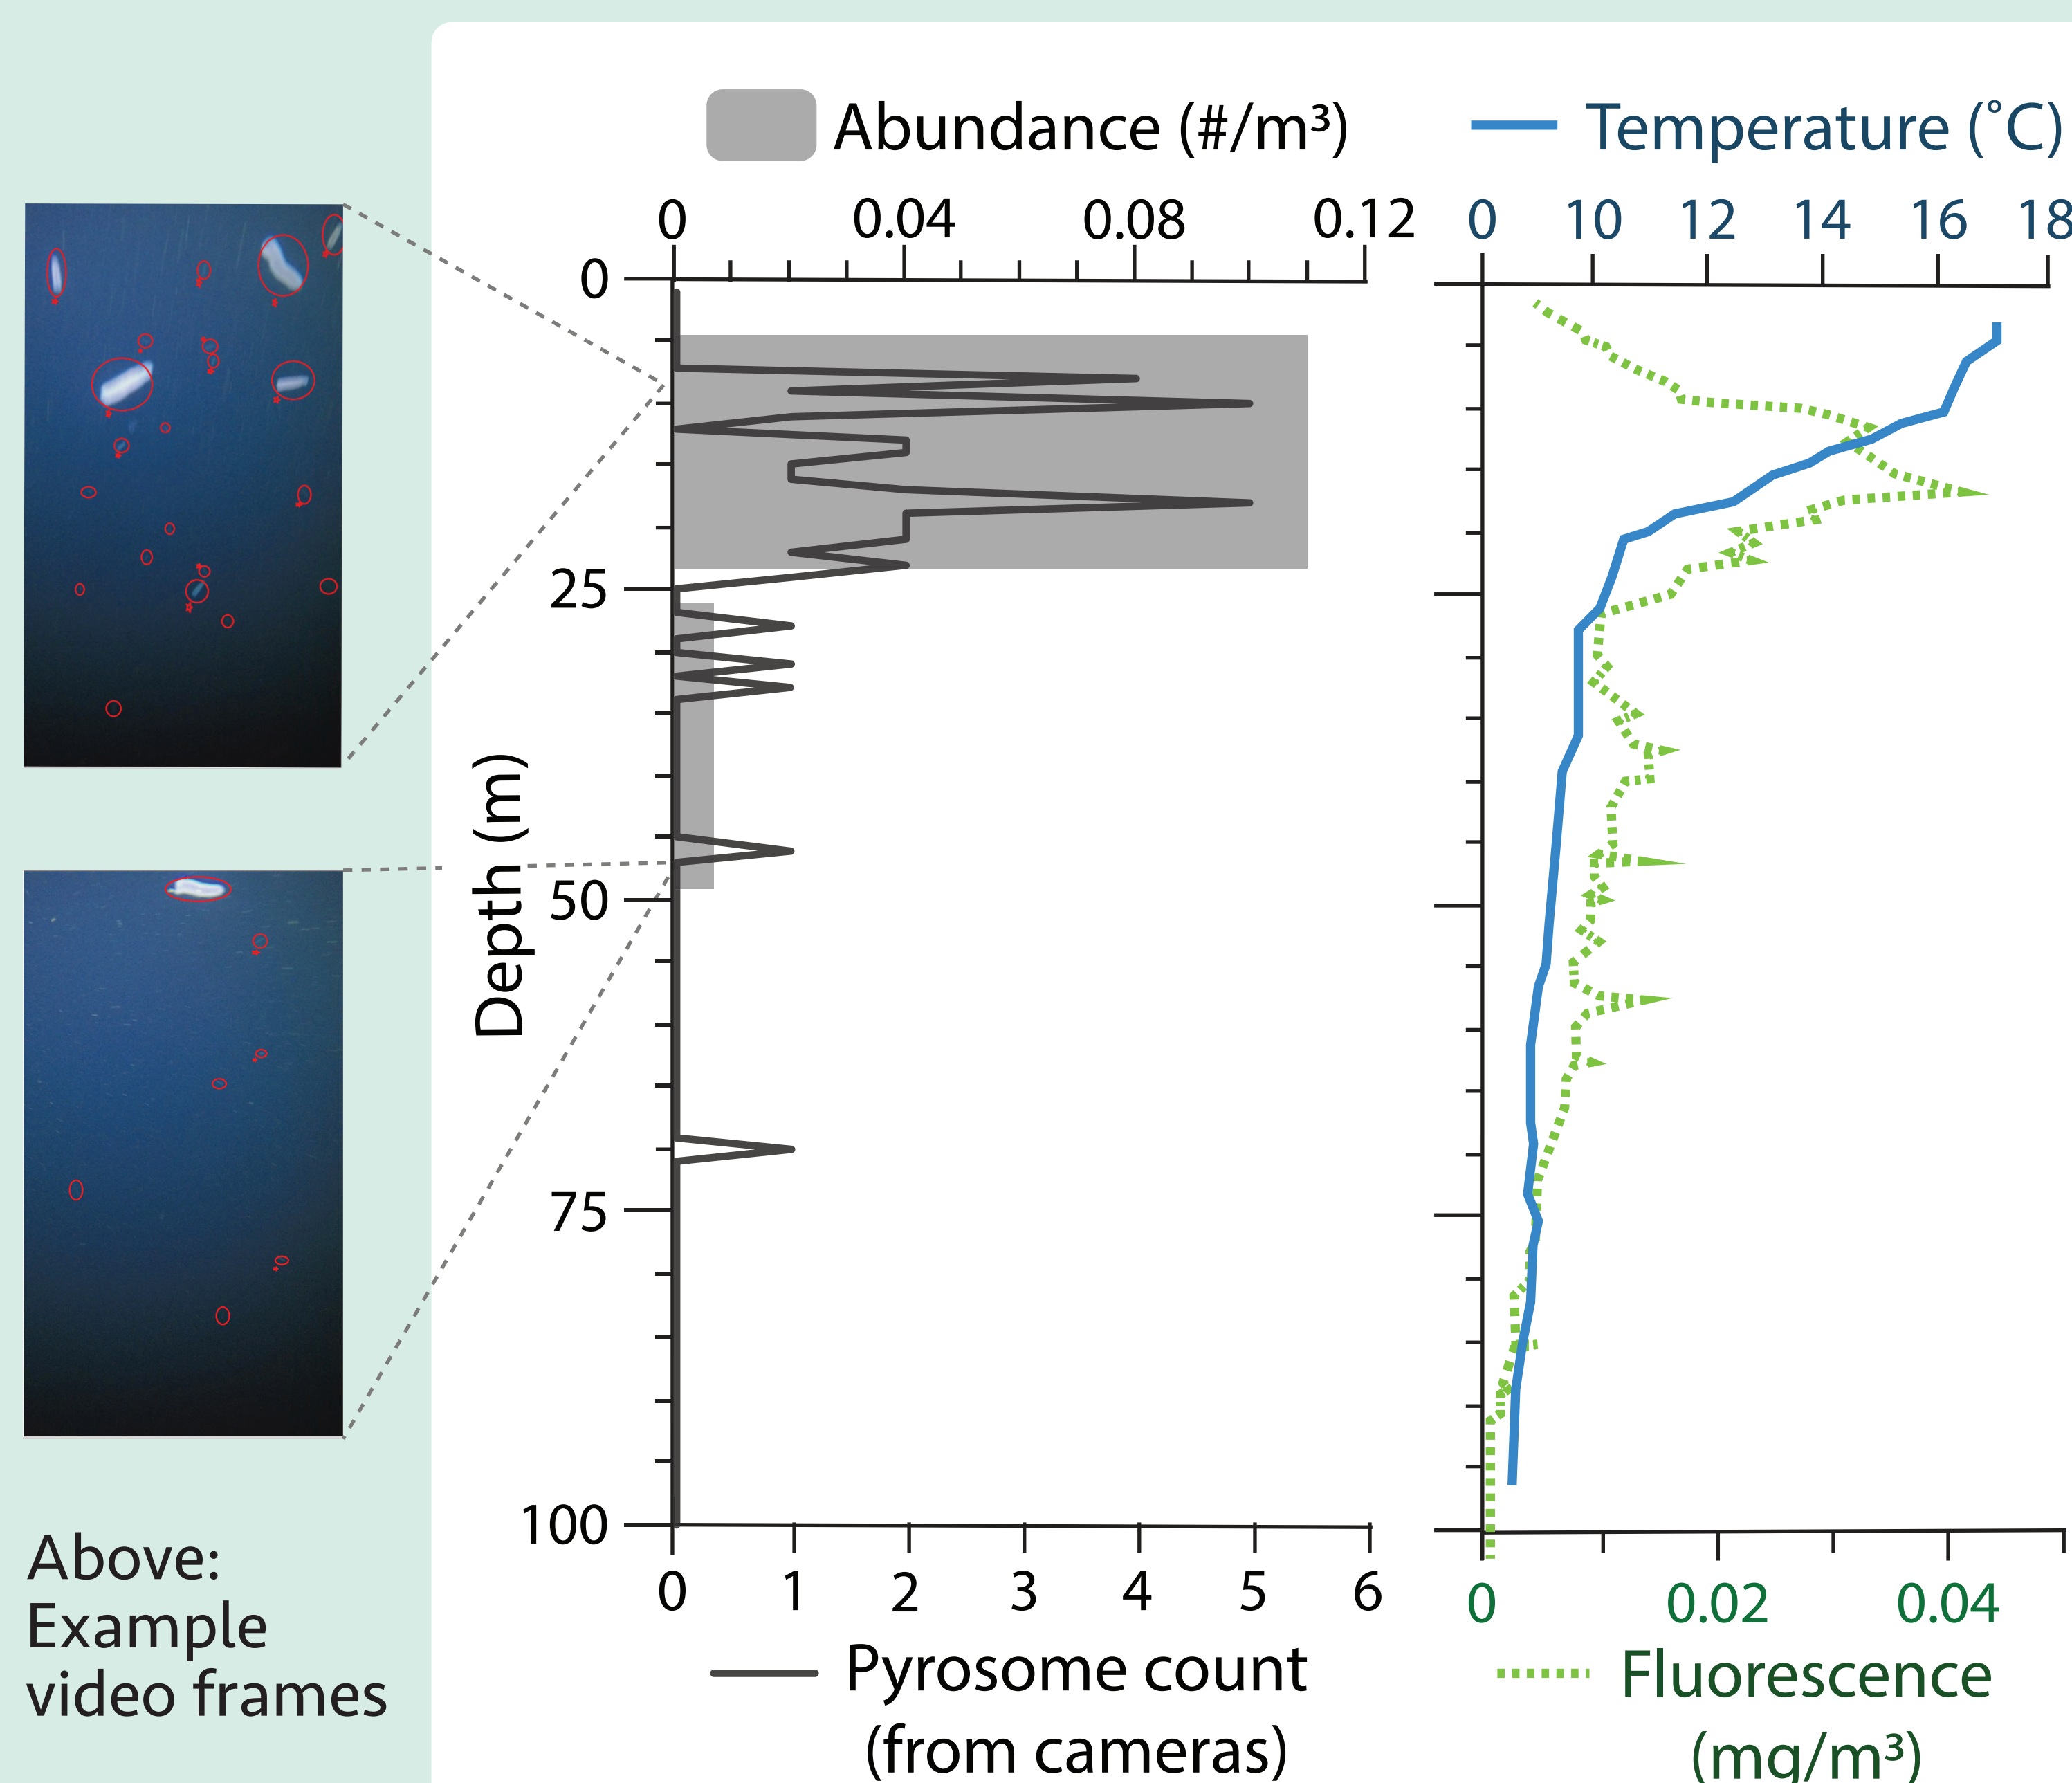 Abundance (#/m³)
0 0.04 0.08 0.12
Temperature (˚C)
0 10 12 14 16 18
0
25
50
75
100
Depth (m)
0 1 2 3 4 5 6
Pyrosome count
(from cameras)
0 0.02 0.04
Fluorescence
(mg/m³)
Above:
Example
video frames